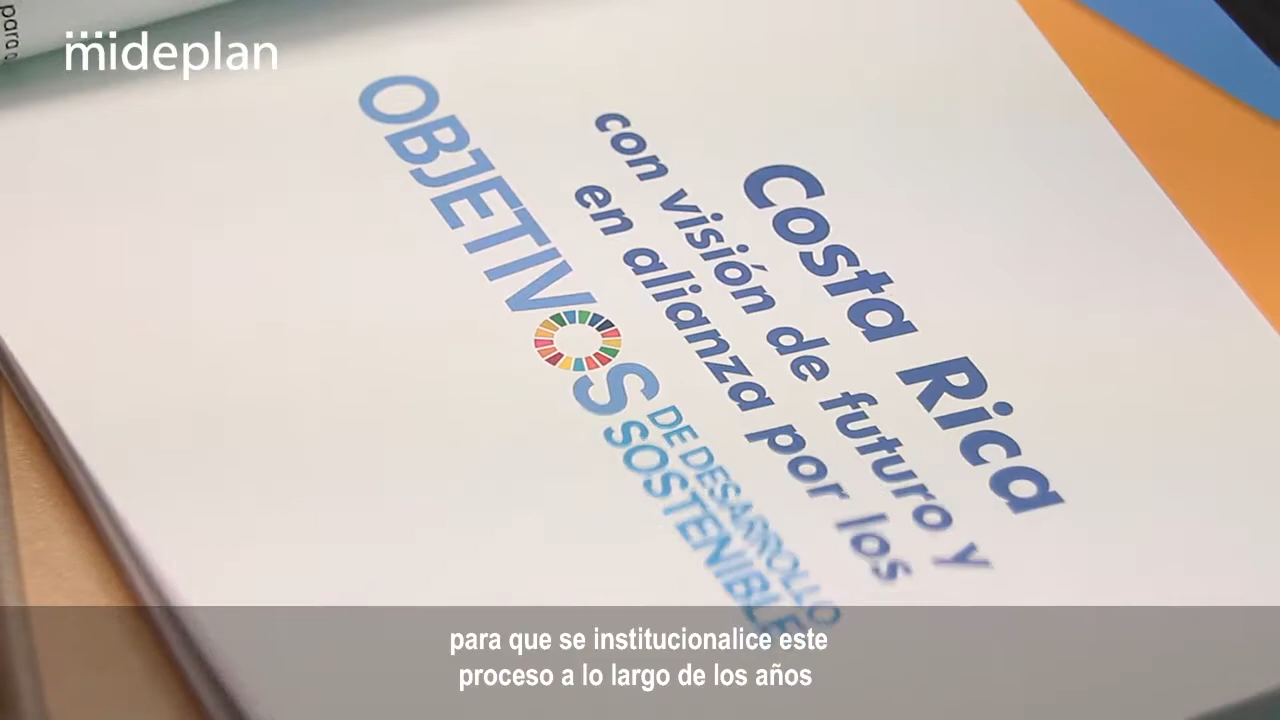 para
mideplan
Costa Rica
con visión de futuro y
en alianza por los
OBJETIVOS
DE DESARROLLO
SOSTENIBLE
para que se institucionalice este
proceso a lo largo de los años